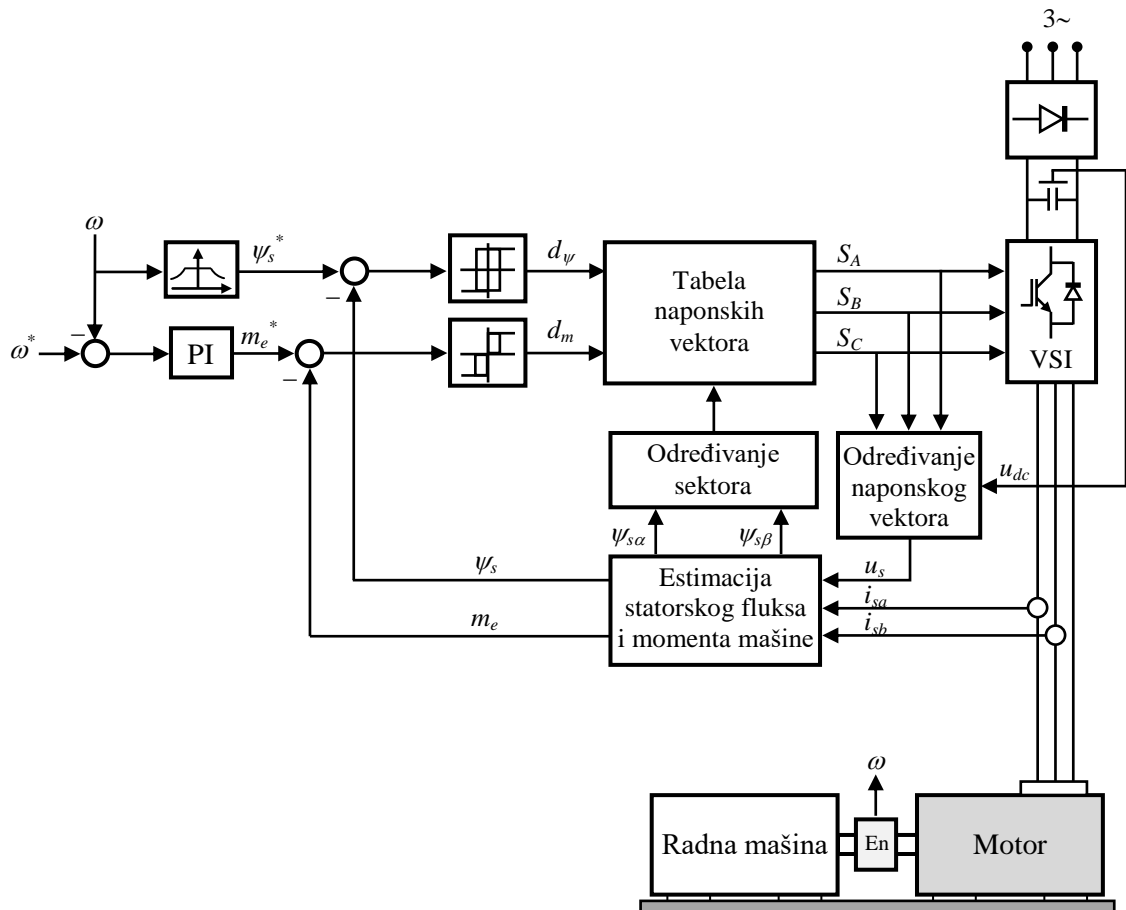 3~
ω
ψs*
dψ
SA
Tabela
naponskih
vektora
SB
ω*
−
PI
me*
−
−
dm
SC
VSI
Određivanje
sektora
Određivanje
naponskog
vektora
udc
ψsα
ψsβ
ψs
Estimacija
statorskog fluksa
i momenta mašine
us
isa
me
isb
ω
Radna mašina
En
Motor